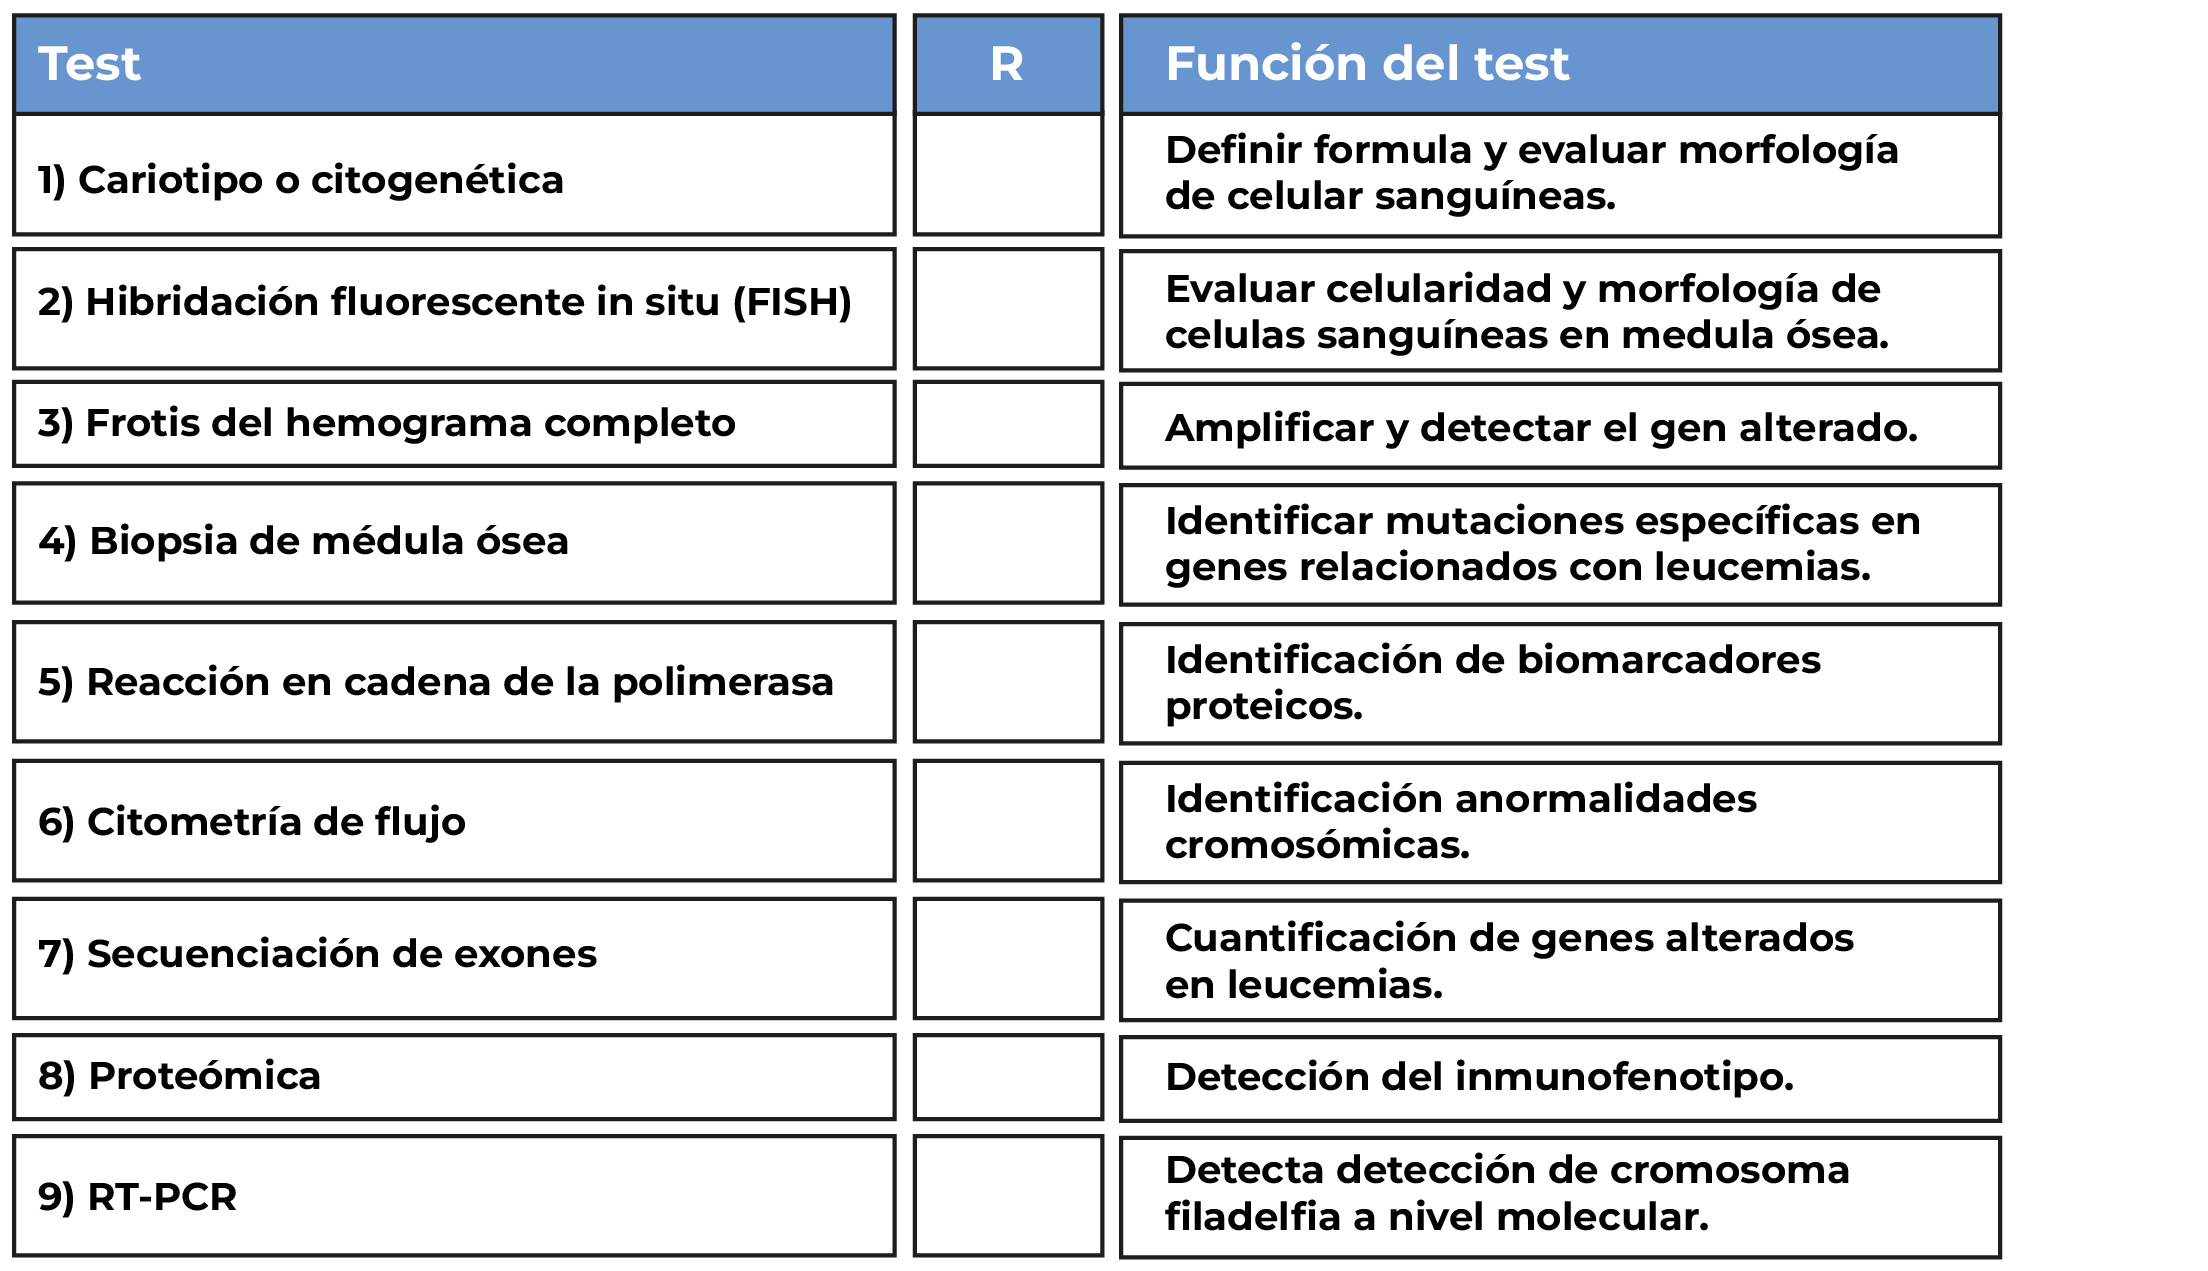 Test
R
Función del test
1) Cariotipo o citogenética
Definir formula y evaluar morfología
de celular sanguíneas.
2) Hibridación fluorescente in situ (FISH)
Evaluar celularidad y morfología de
celulas sanguíneas en medula ósea.
3) Frotis del hemograma completo
Amplificar y detectar el gen alterado.
4) Biopsia de médula ósea
Identificar mutaciones específicas en
genes relacionados con leucemias.
5) Reacción en cadena de la polimerasa
Identificación de biomarcadores
proteicos.
6) Citometría de flujo
Identificación anormalidades
cromosómicas.
7) Secuenciación de exones
Cuantificación de genes alterados
en leucemias.
8) Proteómica
Detección del inmunofenotipo.
9) RT-PCR
Detecta detección de cromosoma
filadelfia a nivel molecular.